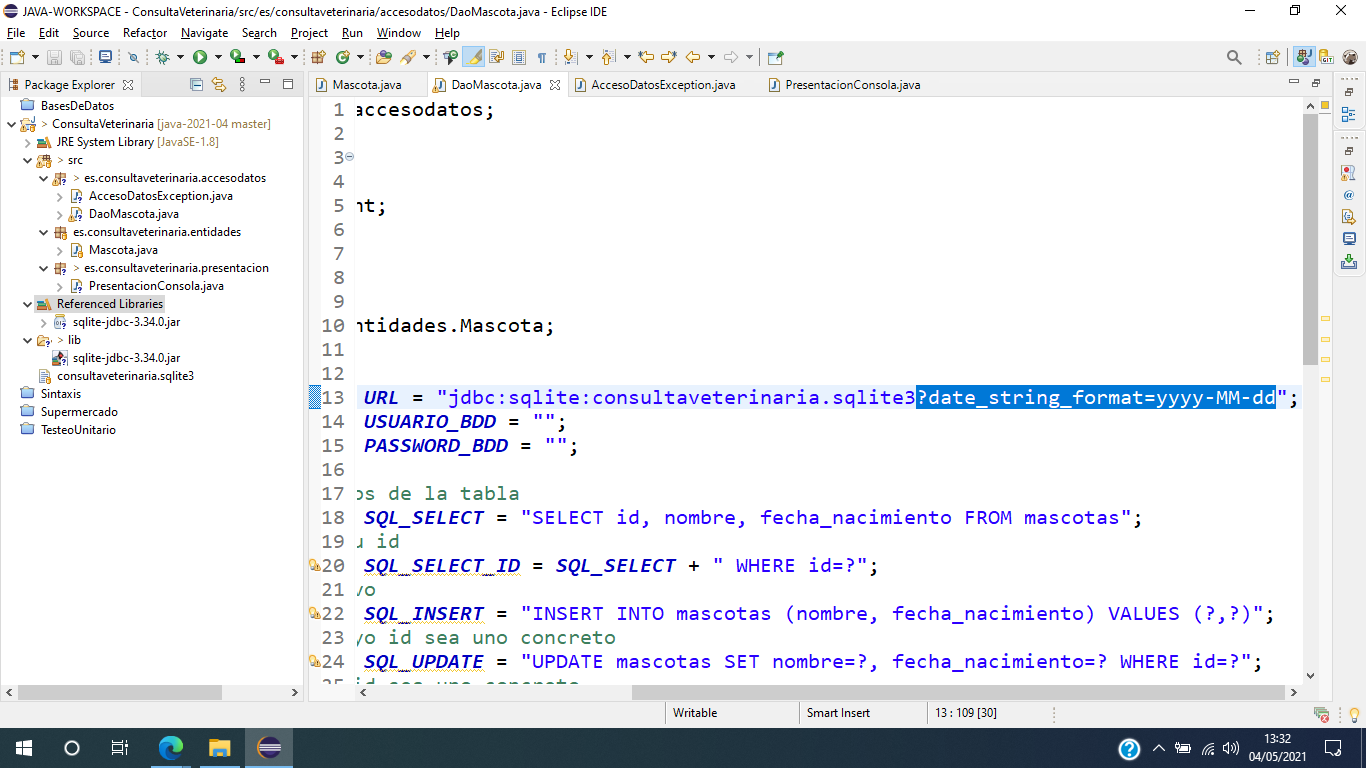 JAVA-WORKSPACE - ConsultaVeterinaria/src/es/consultaveterinaria/accesodatos/DaoMascota.java - Eclipse IDE
File Edit Source Refactor Navigate Search Project Run Window Help
Package Explorer
Mascota.java DaoMascota.java AccesoDatosException.java PresentacionConsola.java
BasesDeDatos
ConsultaVeterinaria [java-2021-04 master]
JRE System Library [JavaSE-1.8]
> src
> es.consultaveterinaria.accesodatos
AccesoDatosException.java
DaoMascota.java
es.consultaveterinaria.entidades
Mascota.java
> es.consultaveterinaria.presentacion
PresentacionConsola.java
Referenced Libraries
sqlite-jdbc-3.34.0.jar
> lib
sqlite-jdbc-3.34.0.jar
consultaveterinaria.sqlite3
Sintaxis
Supermercado
TesteoUnitario
1 accesodatos;
2
3
4
5 nt;
6
7
8
9
10 ntidades.Mascota;
11
12
13 URL = "jdbc:sqlite:consultaveterinaria.sqlite3?date_string_format=yyyy-MM-dd";
14 USUARIO_BDD = "";
15 PASSWORD_BDD = "";
16
17 os de la tabla
18 SQL_SELECT = "SELECT id, nombre, fecha_nacimiento FROM mascotas";
19 u id
20 SQL_SELECT_ID = SQL_SELECT + " WHERE id=?";
21 vo
22 SQL_INSERT = "INSERT INTO mascotas (nombre, fecha_nacimiento) VALUES (?,?)";
23 yo id sea uno concreto
24 SQL_UPDATE = "UPDATE mascotas SET nombre=?, fecha_nacimiento=? WHERE id=?";
25 id sea uno concreto
Writable Smart Insert 13 : 109 [30]
13:32
04/05/2021